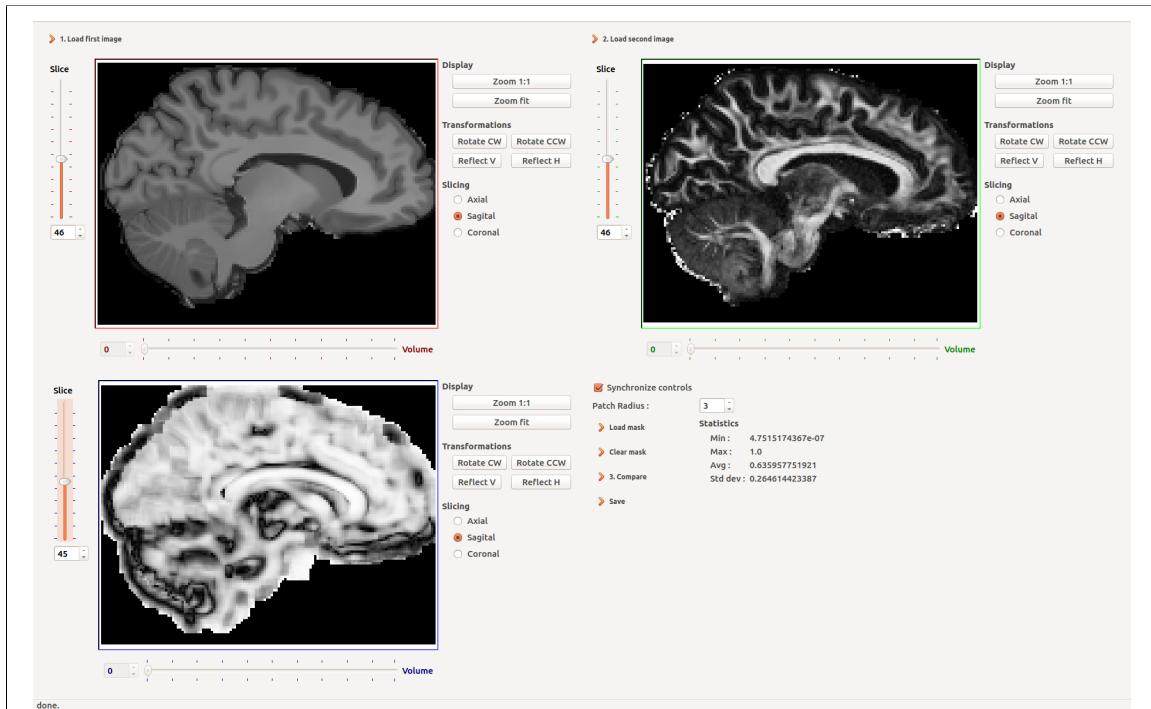 1. Load first image
Slice
46
Display
Zoom 1:1
Zoom fit
Transformations
Rotate CW
Rotate CCW
Reflect V
Reflect H
Slicing
Axial
Sagital
Coronal
0
Volume
2. Load second image
Slice
46
Display
Zoom 1:1
Zoom fit
Transformations
Rotate CW
Rotate CCW
Reflect V
Reflect H
Slicing
Axial
Sagital
Coronal
0
Volume
Slice
45
Display
Zoom 1:1
Zoom fit
Transformations
Rotate CW
Rotate CCW
Reflect V
Reflect H
Slicing
Axial
Sagital
Coronal
0
Volume
Synchronize controls
Patch Radius : 3
Load mask
Clear mask
3. Compare
Save
Statistics
Min : 4.7515174367e-07
Max : 1.0
Avg : 0.635957751921
Std dev : 0.264614423387
done.